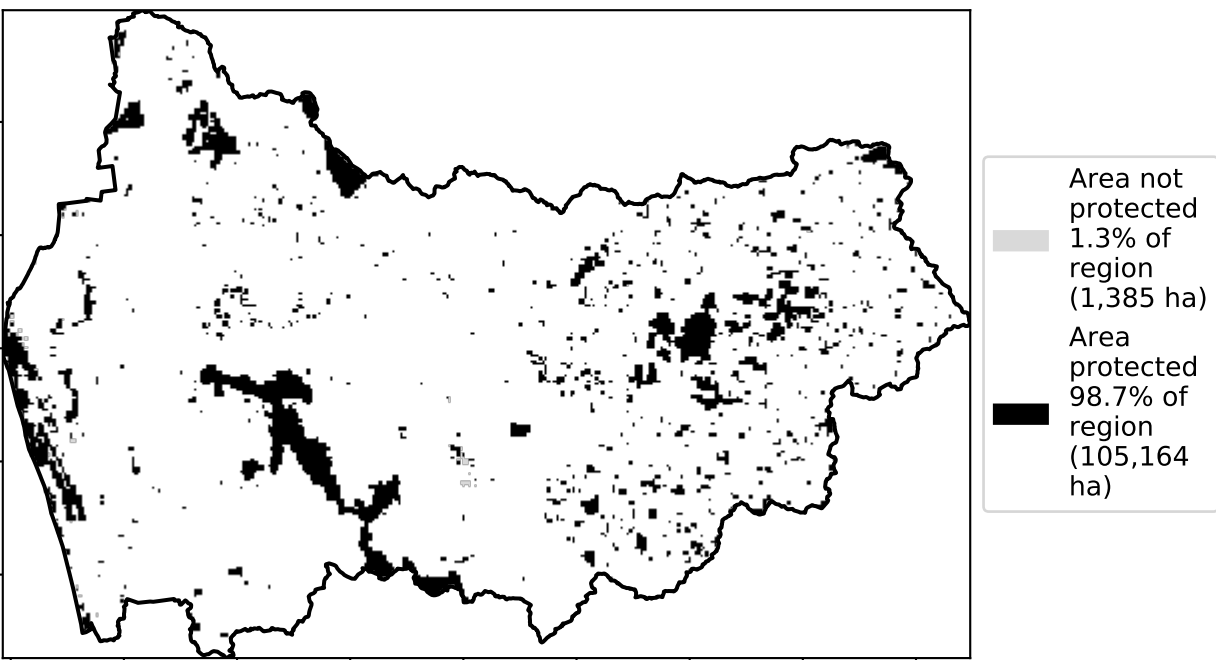 Area not
protected
1.3% of
region
(1,385 ha)
Area
protected
98.7% of
region
(105,164
ha)